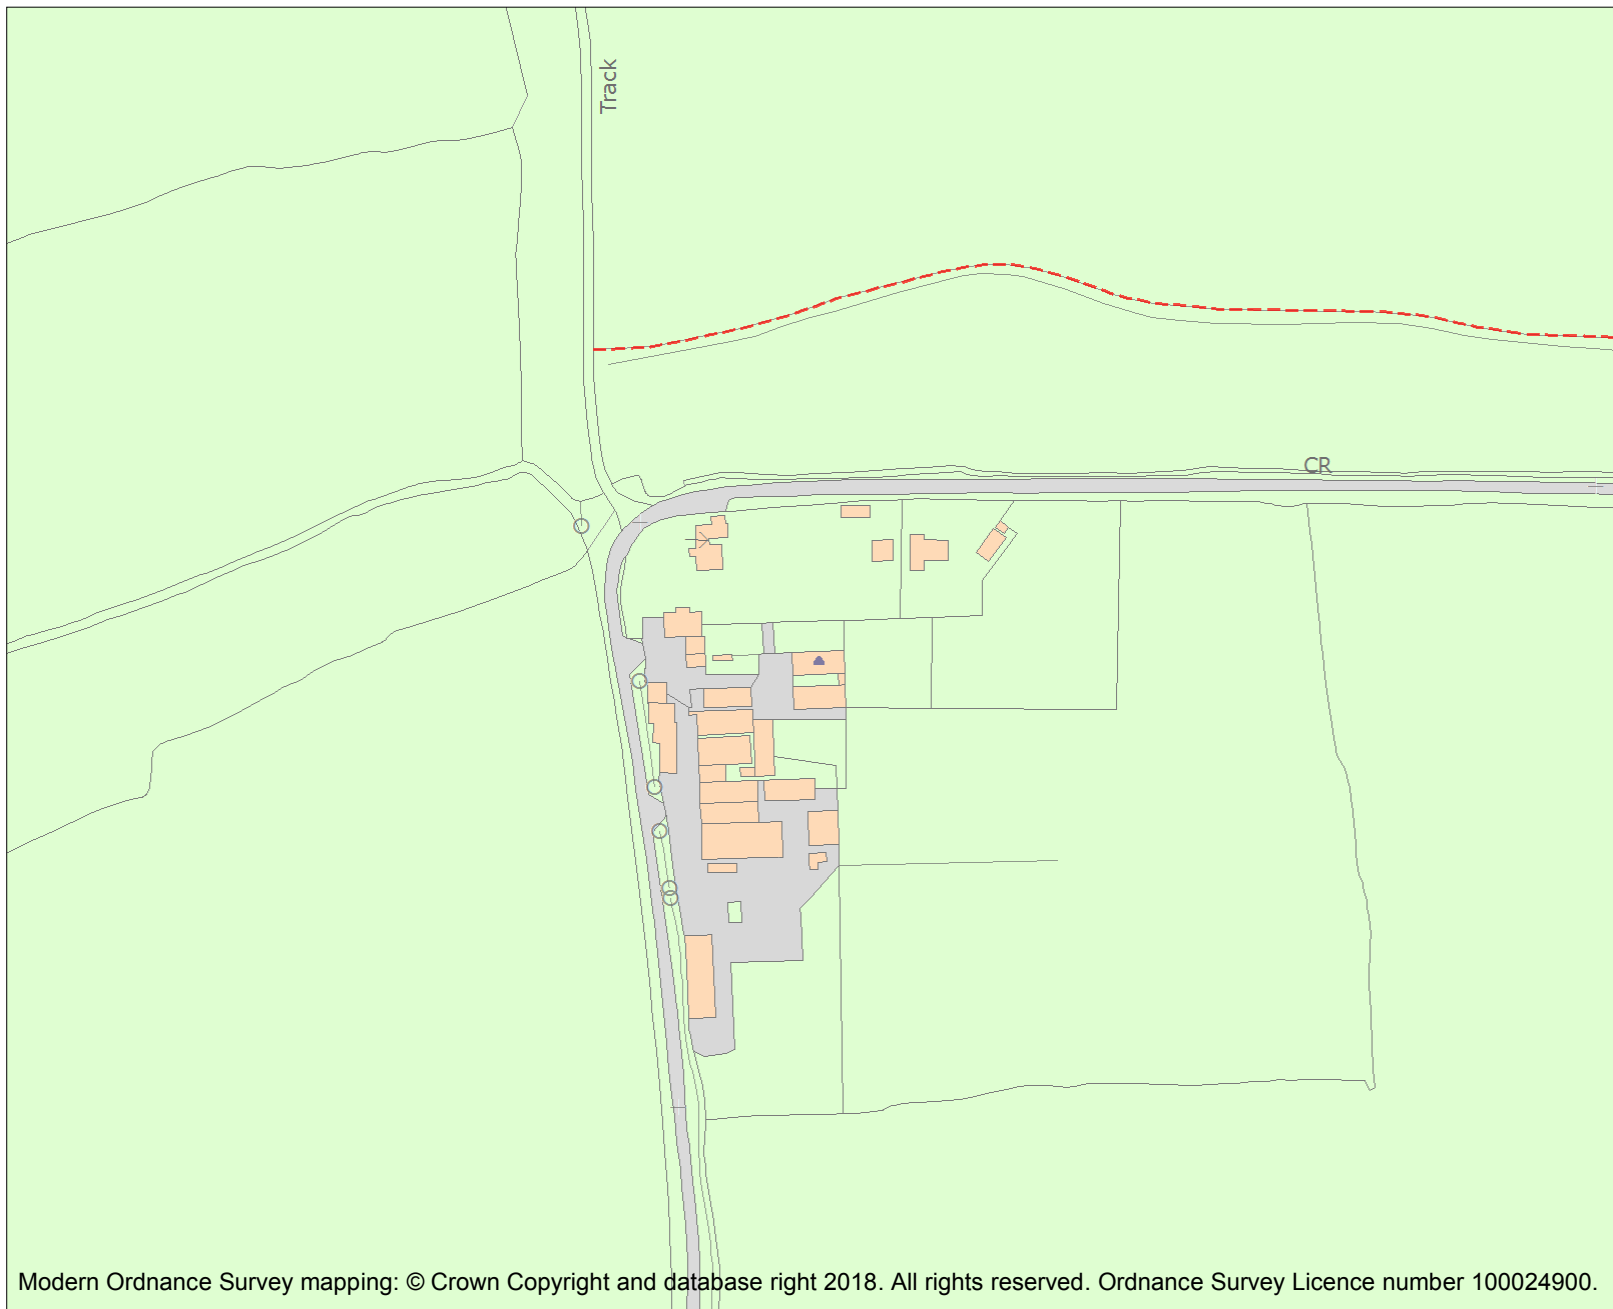 Track
CR
Modern Ordnance Survey mapping: © Crown Copyright and database right 2018. All rights reserved. Ordnance Survey Licence number 100024900.